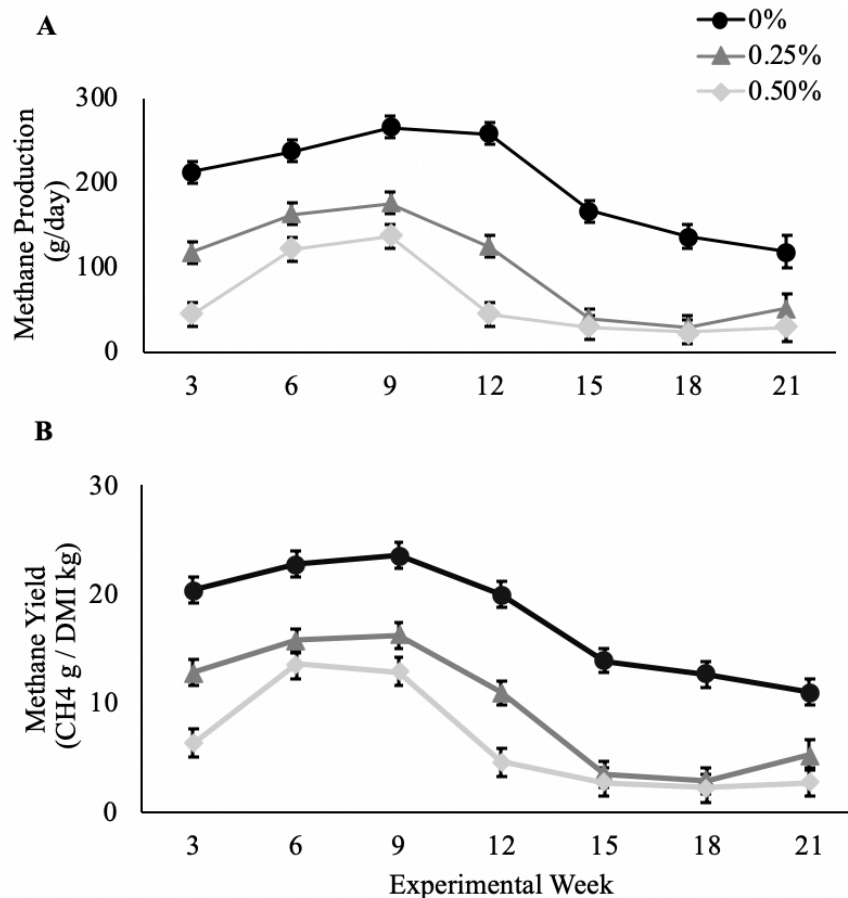 A
0%
0.25%
0.50%
Methane Production
(g/day)
300
200
100
0
3 6 9 12 15 18 21
B
Methane Yield
(CH4 g / DMI kg)
30
20
10
0
3 6 9 12 15 18 21
Experimental Week